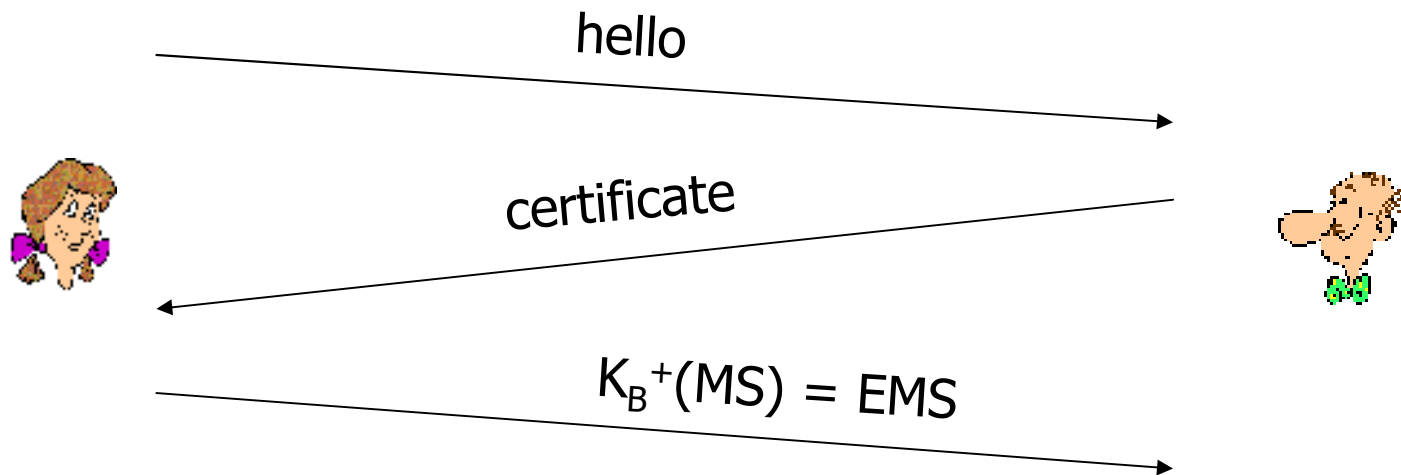 hello
certificate
K_B^+(MS) = EMS